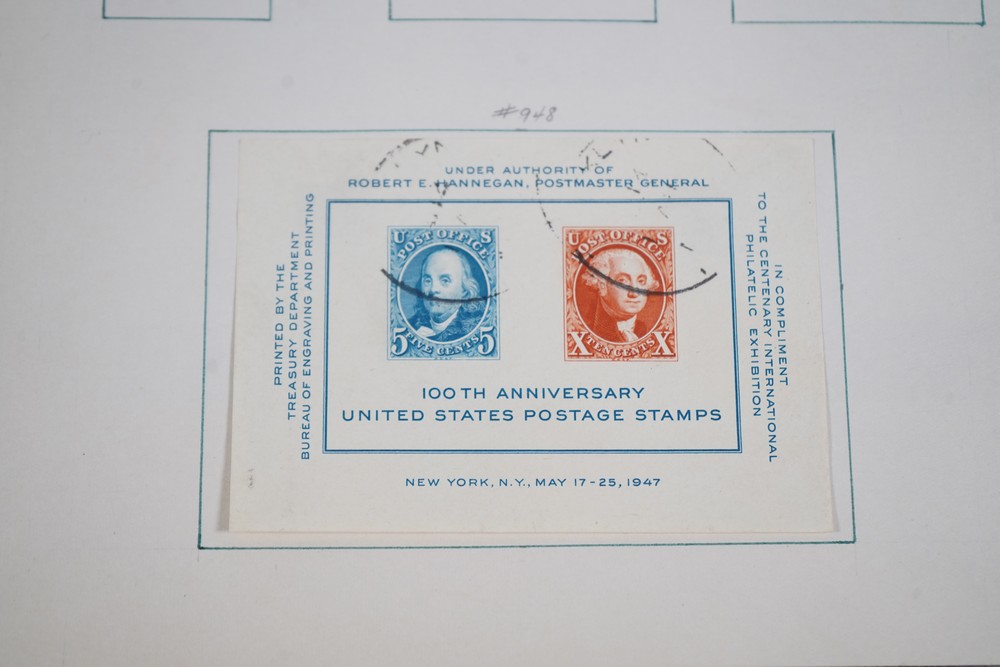 #948
UNDER AUTHORITY OF
ROBERT E. HANNEGAN, POSTMASTER GENERAL
PRINTED BY THE
TREASURY DEPARTMENT
BUREAU OF ENGRAVING AND PRINTING
U S
POST OFFICE
5 FIVE CENTS 5
U S
POST OFFICE
X TEN CENTS X
100TH ANNIVERSARY
UNITED STATES POSTAGE STAMPS
IN COMPLIMENT
TO THE CENTENARY INTERNATIONAL
PHILATELIC EXHIBITION
NEW YORK, N.Y., MAY 17-25, 1947